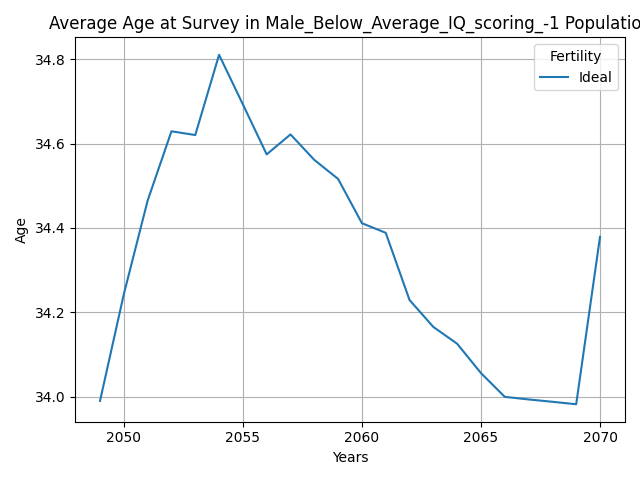 Average Age at Survey in Male_Below_Average_IQ_scoring_-1 Populatio
34.8
34.6
34.4
34.2
34.0
Age
Fertility
Ideal
2050 2055 2060 2065 2070
Years